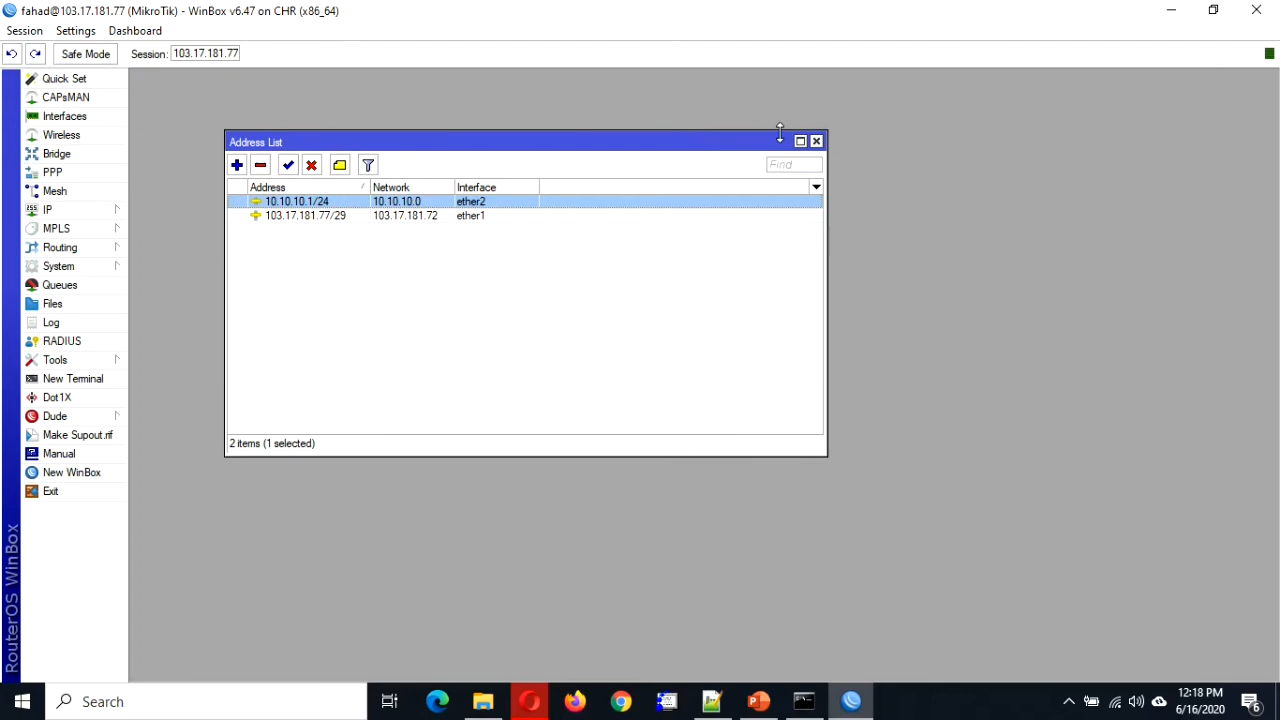 fahad@103.17.181.77 (MikroTik) - WinBox v6.47 on CHR (x86_64)
Session Settings Dashboard
Safe Mode Session: 103.17.181.77
Quick Set
CAPsMAN
Interfaces
Wireless
Bridge
PPP
Mesh
255 IP
MPLS
Routing
System
Queues
Files
Log
RADIUS
Tools
New Terminal
Dot1X
Dude
Make Supout.rif
Manual
New WinBox
Exit
RouterOS WinBox
Address List
Find
Address Network Interface
10.10.10.1/24 10.10.10.0 ether2
103.17.181.77/29 103.17.181.72 ether1
2 items (1 selected)
Search
12:18 PM
6/16/2020
6